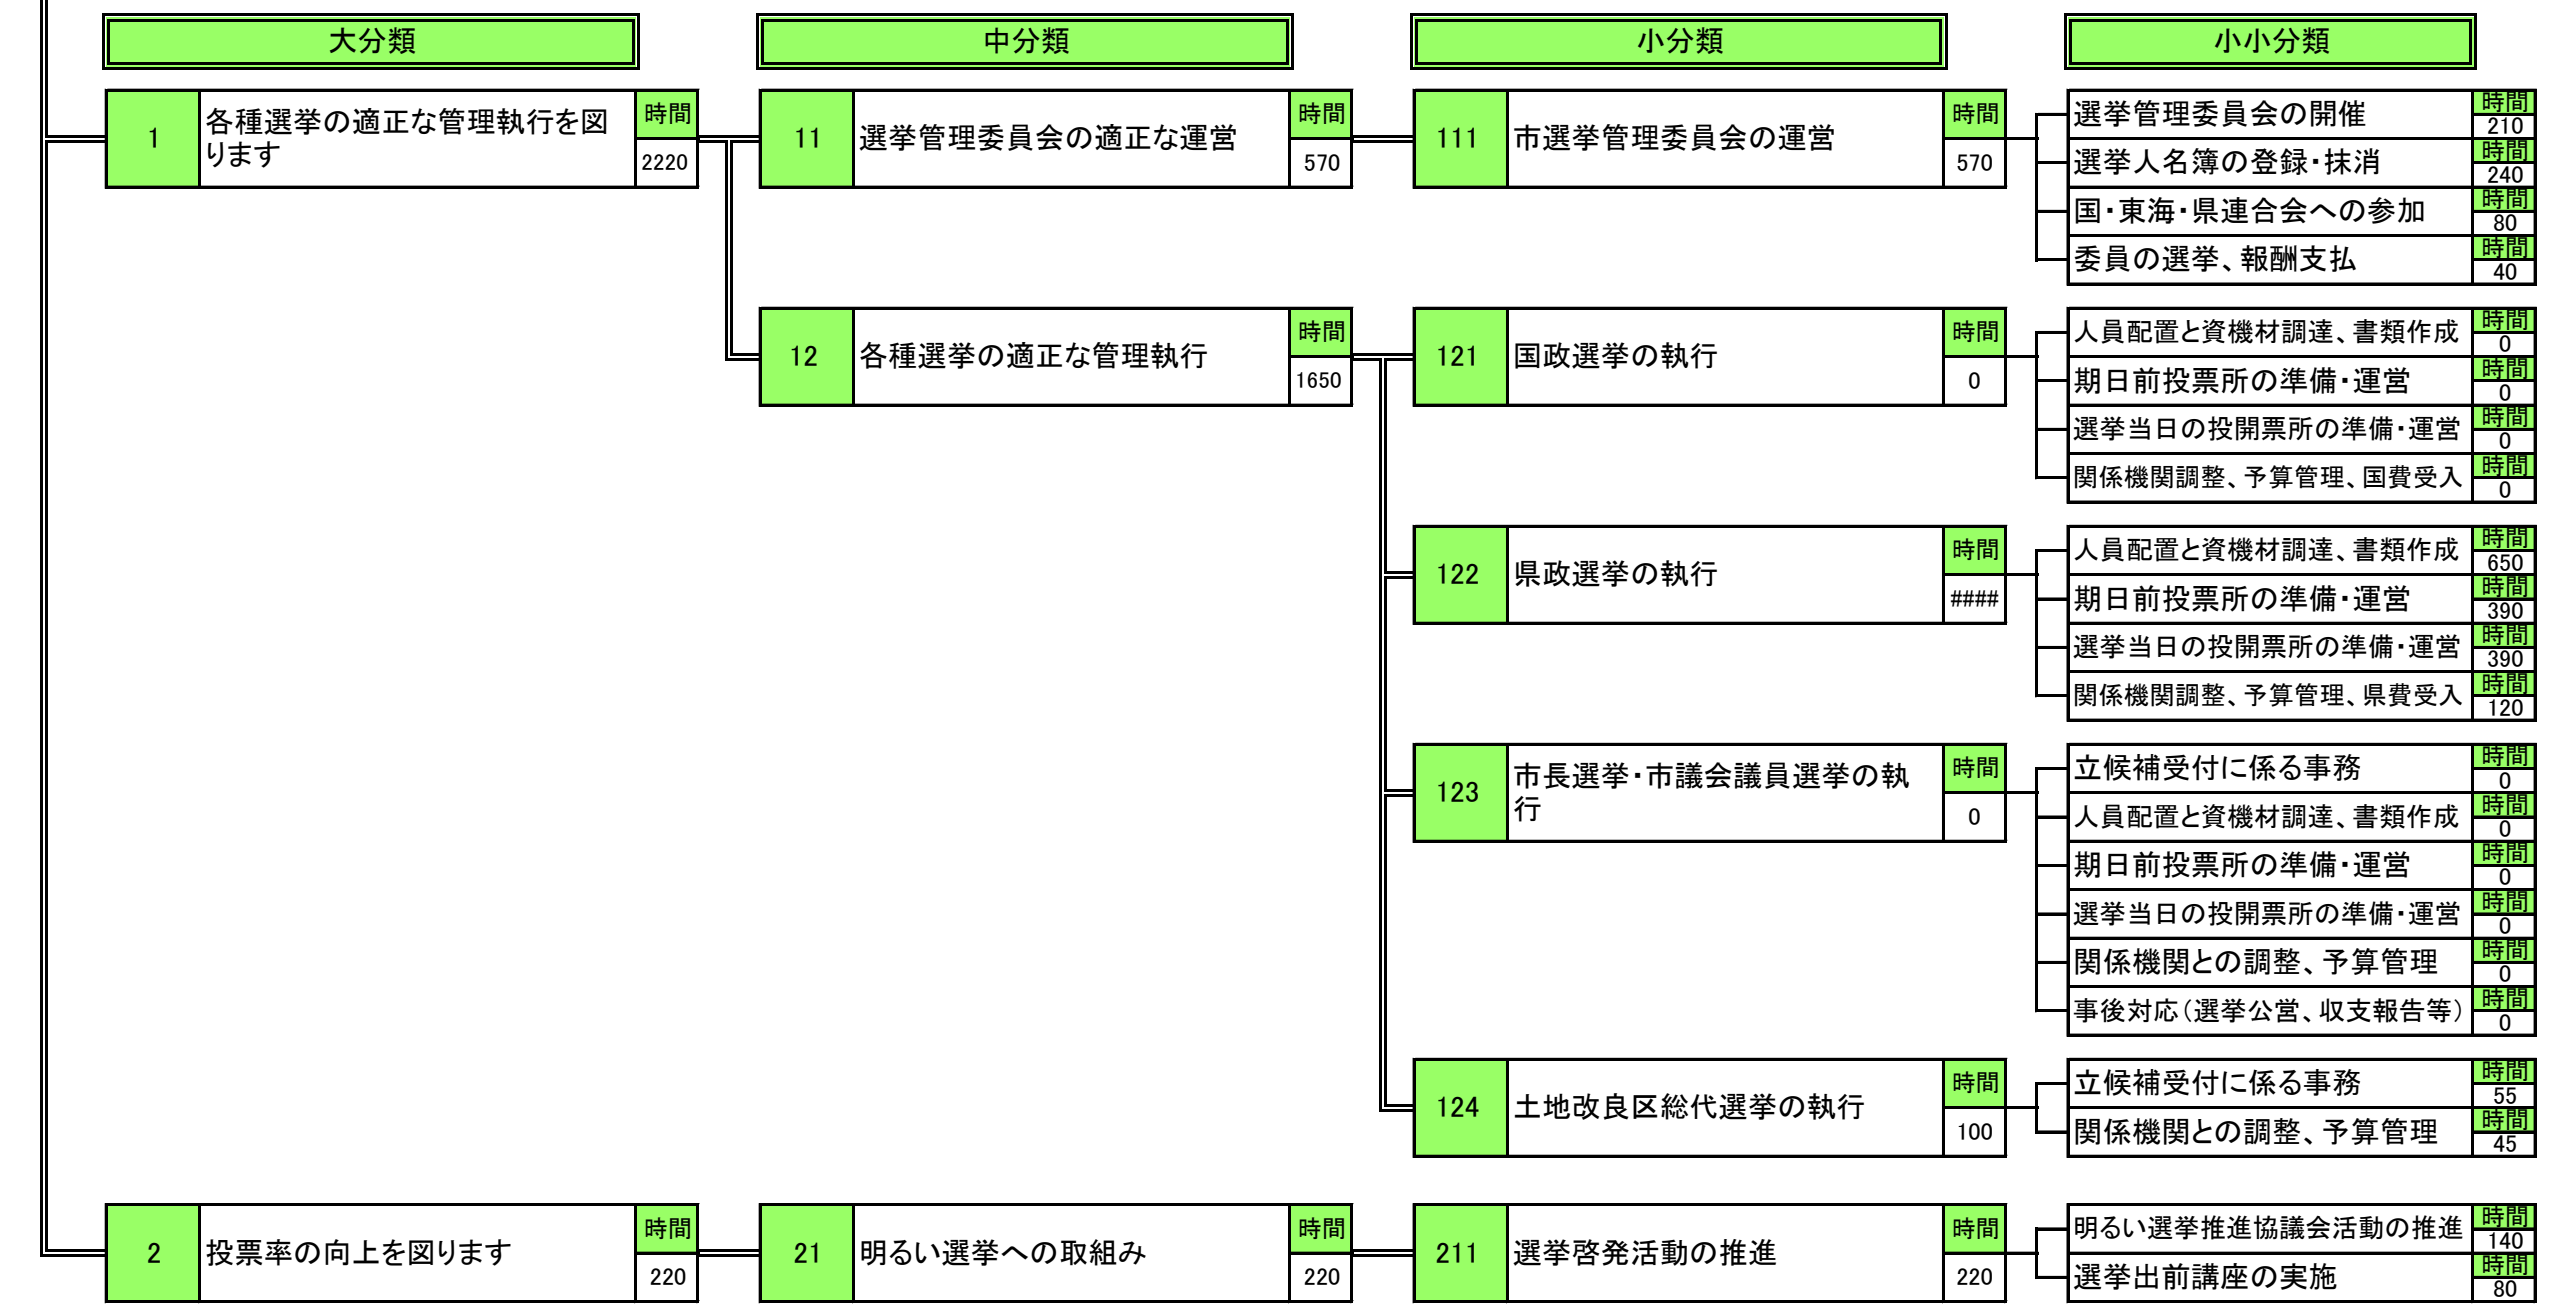 大分類
中分類
小分類
小小分類
1
各種選挙の適正な管理執行を図
ります
時間
2220
11
選挙管理委員会の適正な運営
時間
570
111
市選挙管理委員会の運営
時間
570
選挙管理委員会の開催
時間
210
選挙人名簿の登録・抹消
時間
240
国・東海・県連合会への参加
時間
80
委員の選挙、報酬支払
時間
40
12
各種選挙の適正な管理執行
時間
1650
121
国政選挙の執行
時間
0
人員配置と資機材調達、書類作成
時間
0
期日前投票所の準備・運営
時間
0
選挙当日の投開票所の準備・運営
時間
0
関係機関調整、予算管理、国費受入
時間
0
122
県政選挙の執行
時間
####
人員配置と資機材調達、書類作成
時間
650
期日前投票所の準備・運営
時間
390
選挙当日の投開票所の準備・運営
時間
390
関係機関調整、予算管理、県費受入
時間
120
123
市長選挙・市議会議員選挙の執
行
時間
0
立候補受付に係る事務
時間
0
人員配置と資機材調達、書類作成
時間
0
期日前投票所の準備・運営
時間
0
選挙当日の投開票所の準備・運営
時間
0
関係機関との調整、予算管理
時間
0
事後対応（選挙公営、収支報告等）
時間
0
124
土地改良区総代選挙の執行
時間
100
立候補受付に係る事務
時間
55
関係機関との調整、予算管理
時間
45
2
投票率の向上を図ります
時間
220
21
明るい選挙への取組み
時間
220
211
選挙啓発活動の推進
時間
220
明るい選挙推進協議会活動の推進
時間
140
選挙出前講座の実施
時間
80